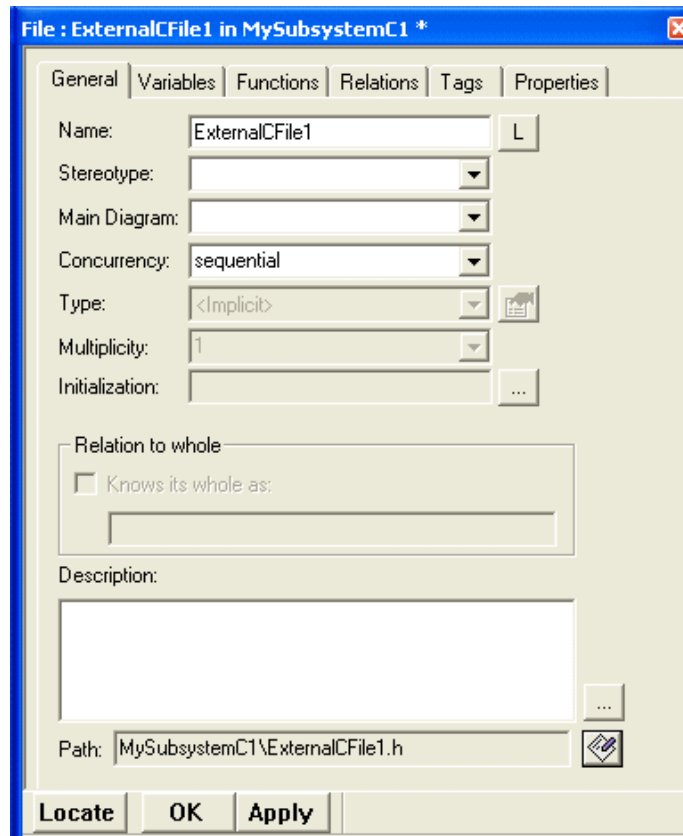 File : ExternalCFile1 in MySubsystemC1 *
General Variables Functions Relations Tags Properties
Name: ExternalCFile1 L
Stereotype:
Main Diagram:
Concurrency: sequential
Type: <Implicit>
Multiplicity: 1
Initialization: ...
Relation to whole
Knows its whole as:
Description:
...
Path: MySubsystemC1\ExternalCFile1.h
Locate OK Apply